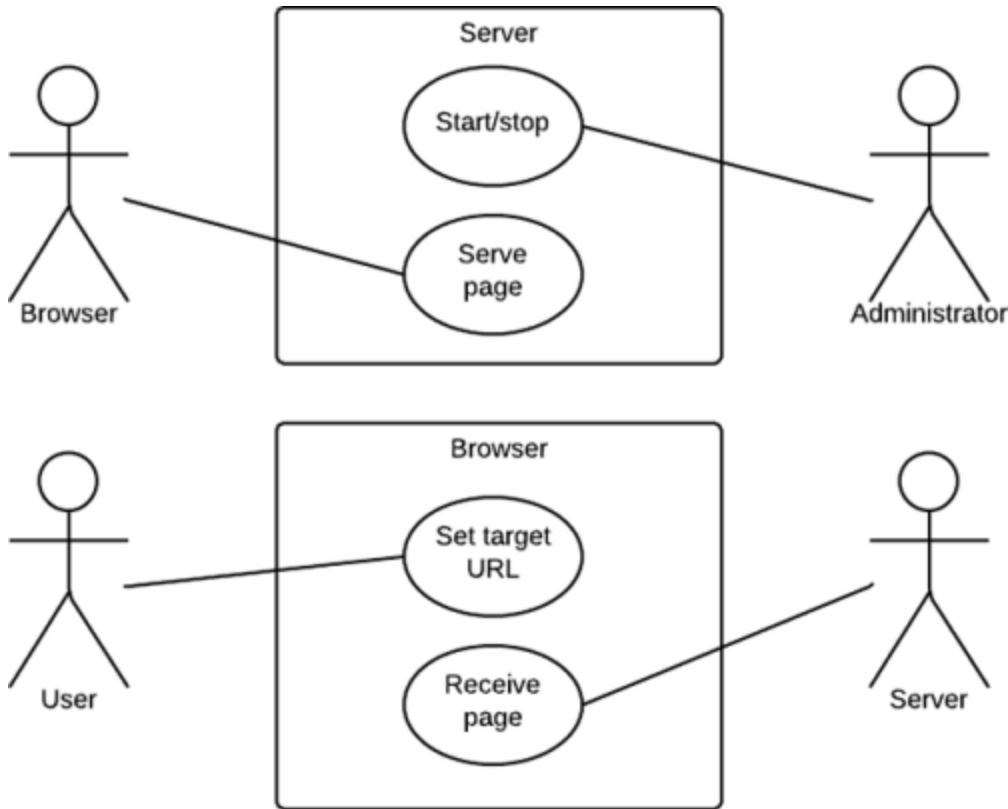 Server
Start/stop
Serve
page
Browser
Administrator
Browser
Set target
URL
Receive
page
User
Server